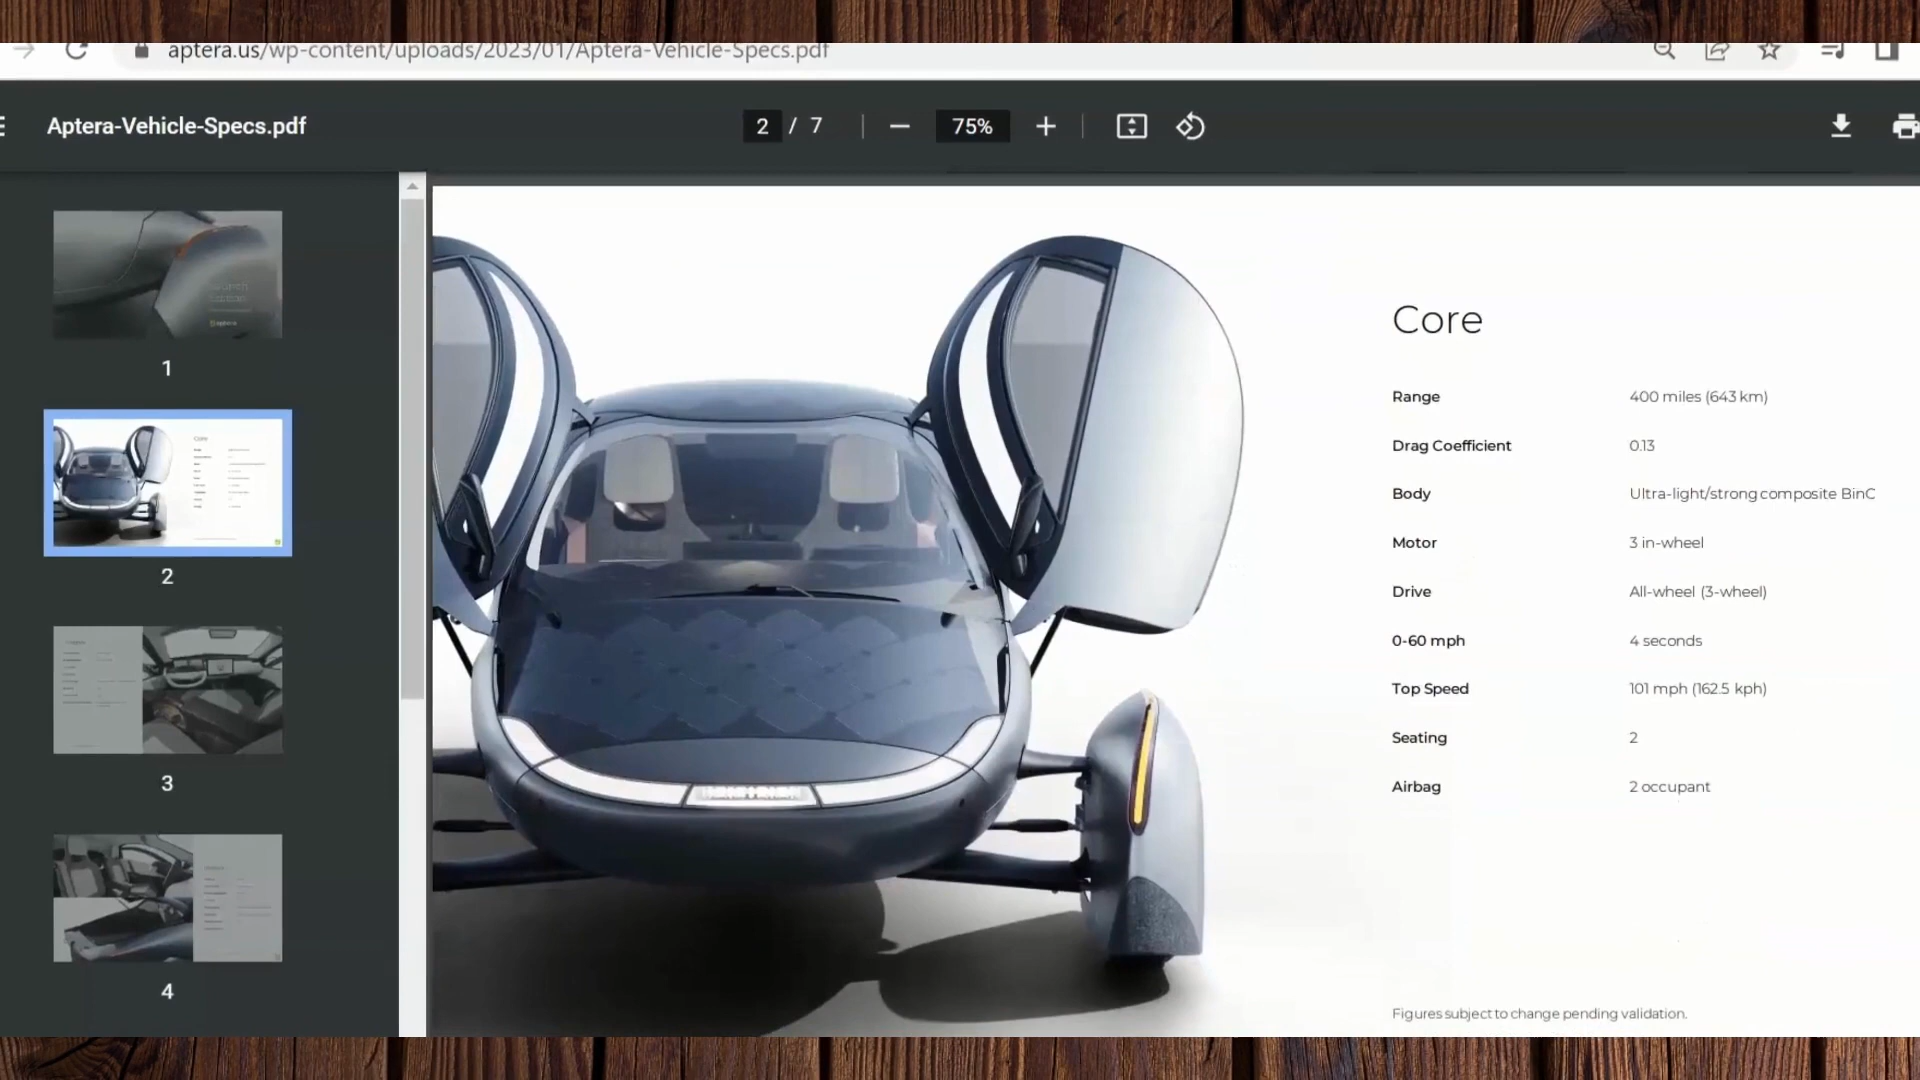 aptera.us/wp-content/uploads/2023/01/Aptera-Vehicle-Specs.pdf
Aptera-Vehicle-Specs.pdf
2 / 7
75%
1
2
3
4
Core
Range 400 miles (643 km)
Drag Coefficient 0.13
Body Ultra-light/strong composite BinC
Motor 3 in-wheel
Drive All-wheel (3-wheel)
0-60 mph 4 seconds
Top Speed 101 mph (162.5 kph)
Seating 2
Airbag 2 occupant
Figures subject to change pending validation.